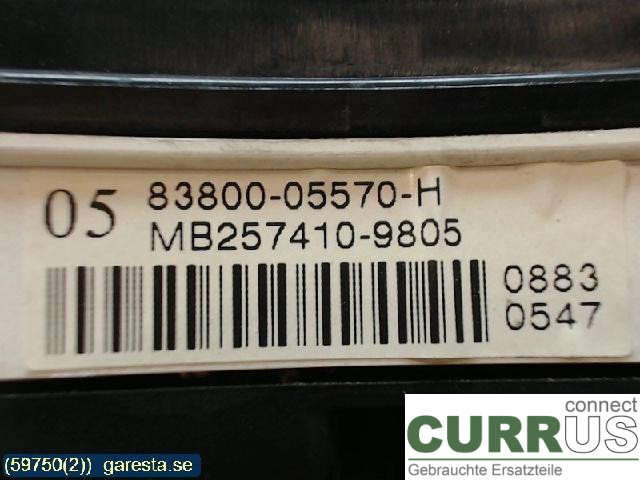 05 83800-05570-H
MB257410-9805
0883
0547
connect
CURRUS
Gebrauchte Ersatzteile
(59750(2)) garesta.se